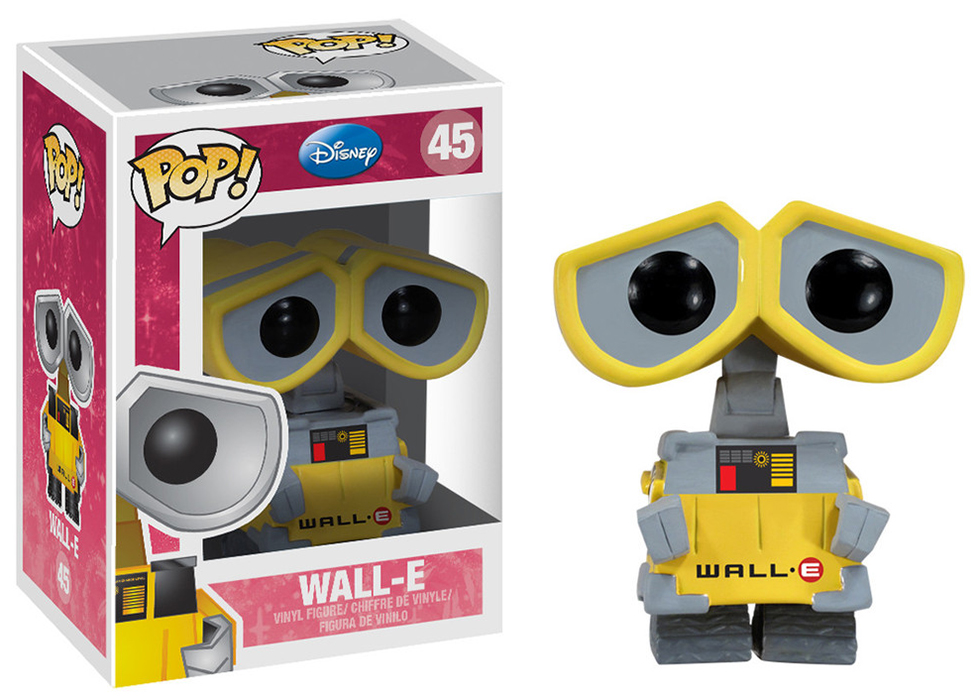 POP!
POP!
POP!
Disney
45
WALL•E
WALL-E
45
WALL-E
VINYL FIGURE/ CHIFFRE DE VINYLE/
FIGURA DE VINILO
WALL•E